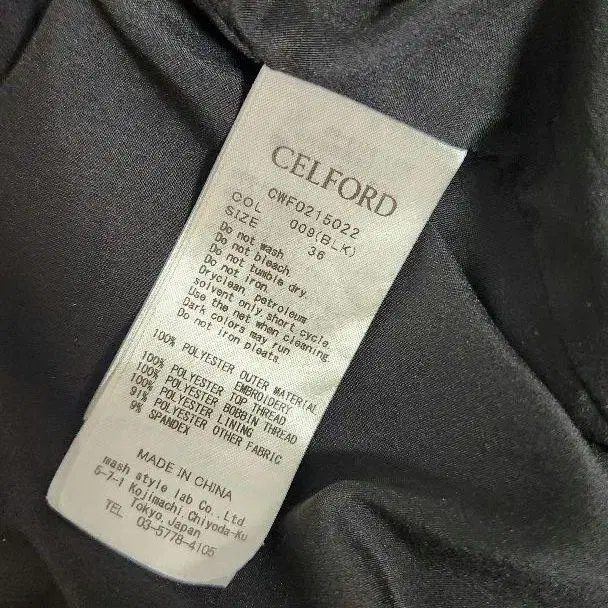 CELFORD
CWF0215022
COL 009(BLK)
SIZE 36
Do not wash
Do not bleach.
Do not tumble dry.
Do not iron.
Dryclean, petroleum
solvent only,short cycle.
Use the net when cleaning.
Dark colors may run.
Do not iron pleats.
100% POLYESTER OUTER MATERIAL
EMBROIDERY
100% POLYESTER TOP THREAD
100% POLYESTER BOBBIN THREAD
100% POLYESTER LINING
91% POLYESTER OTHER FABRIC
9% SPANDEX
MADE IN CHINA
mash style lab Co.,Ltd.
5-7-1 Kojimachi,Chiyoda-Ku
Tokyo,Japan
TEL 03-5778-4105